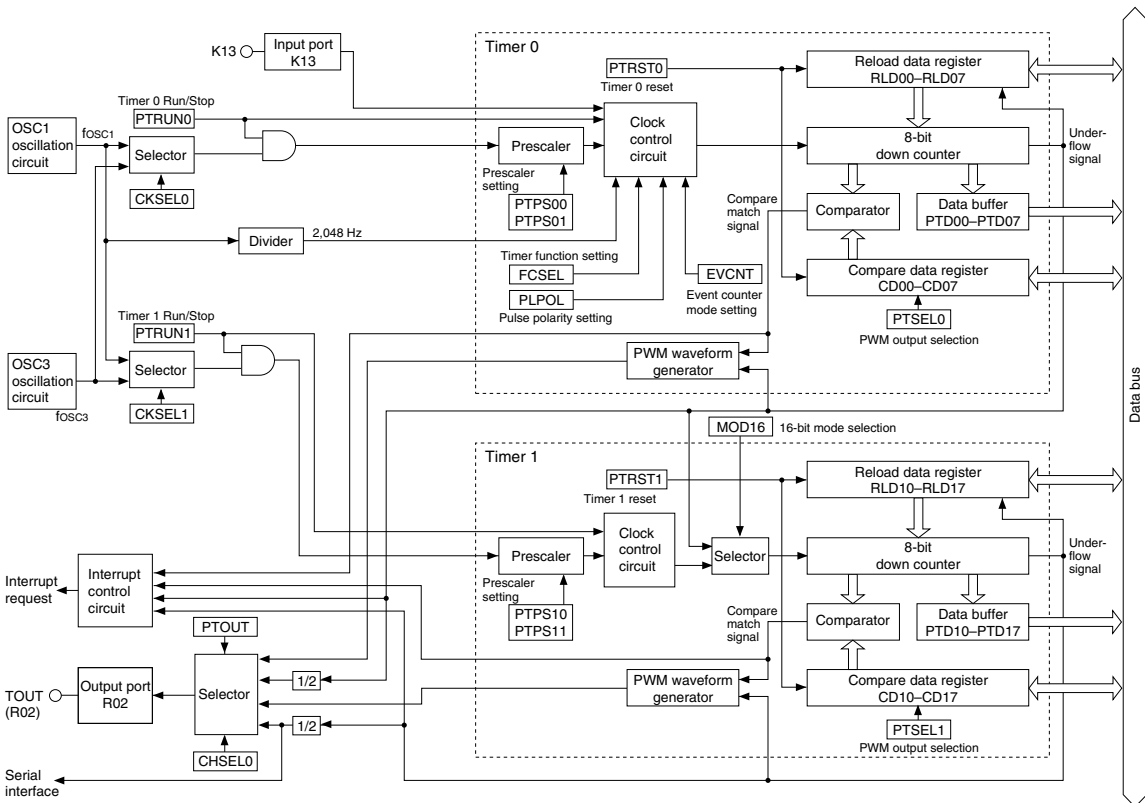 K13
Input port
K13
Timer 0
PTRST0
Timer 0 reset
Reload data register
RLD00–RLD07
Timer 0 Run/Stop
PTRUN0
OSC1
oscillation
circuit
fOSC1
Selector
CKSEL0
Prescaler
Prescaler
setting
PTPS00
PTPS01
Clock
control
circuit
8-bit
down counter
Under-
flow
signal
Compare
match
signal
Comparator
Data buffer
PTD00–PTD07
Divider
2,048 Hz
Timer function setting
FCSEL
PLPOL
Pulse polarity setting
EVCNT
Event counter
mode setting
Compare data register
CD00–CD07
PTSEL0
PWM output selection
Timer 1 Run/Stop
PTRUN1
OSC3
oscillation
circuit
fOSC3
Selector
CKSEL1
PWM waveform
generator
Data bus
MOD16
16-bit mode selection
Timer 1
PTRST1
Timer 1 reset
Reload data register
RLD10–RLD17
Prescaler
Prescaler
setting
PTPS10
PTPS11
Clock
control
circuit
Selector
8-bit
down counter
Under-
flow
signal
Interrupt
request
Interrupt
control
circuit
Compare
match
signal
Comparator
Data buffer
PTD10–PTD17
PTOUT
TOUT
(R02)
Output port
R02
Selector
1/2
1/2
CHSEL0
PWM waveform
generator
Compare data register
CD10–CD17
PTSEL1
PWM output selection
Serial
interface